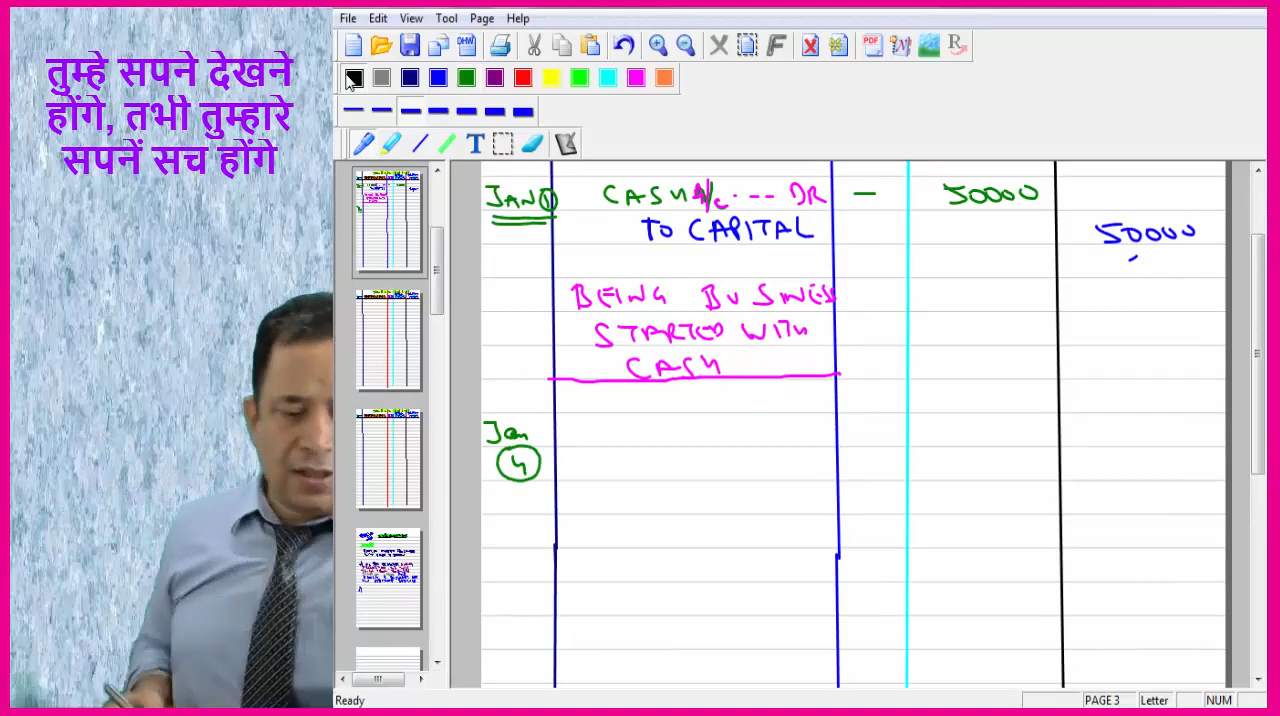 तुम्हे सपने देखने
होंगे, तभी तुम्हारे
सपनें सच होंगे
File Edit View Tool Page Help
JAN 1 CASH A/c --- DR — 50000
TO CAPITAL 50000
BEING BUSINESS
STARTED WITH
CASH
Jan
4
Ready PAGE 3 Letter NUM